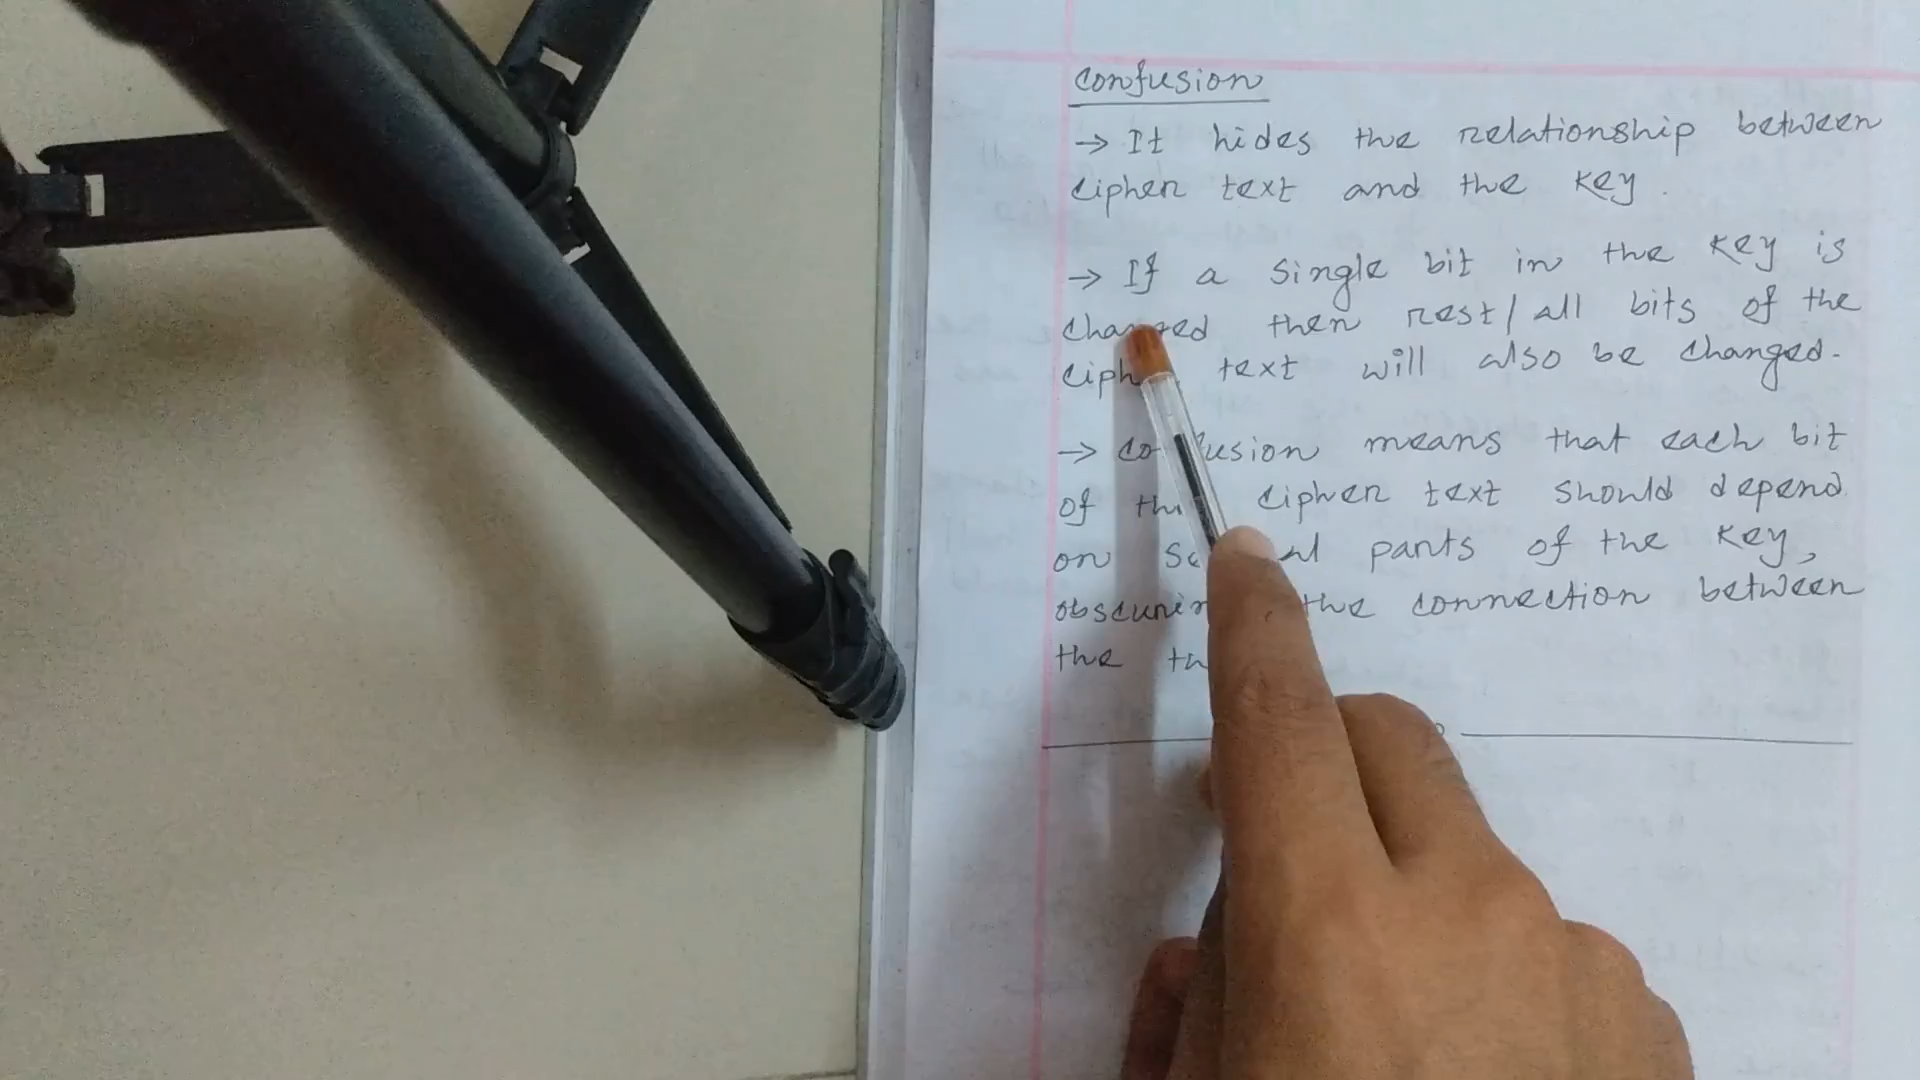 Confusion
→ It hides the relationship between
cipher text and the key.
→ If a single bit in the key is
changed then rest/all bits of the
text will also be changed.
→ means that each bit
of cipher text should depend
on parts of the key,
the connection between
the